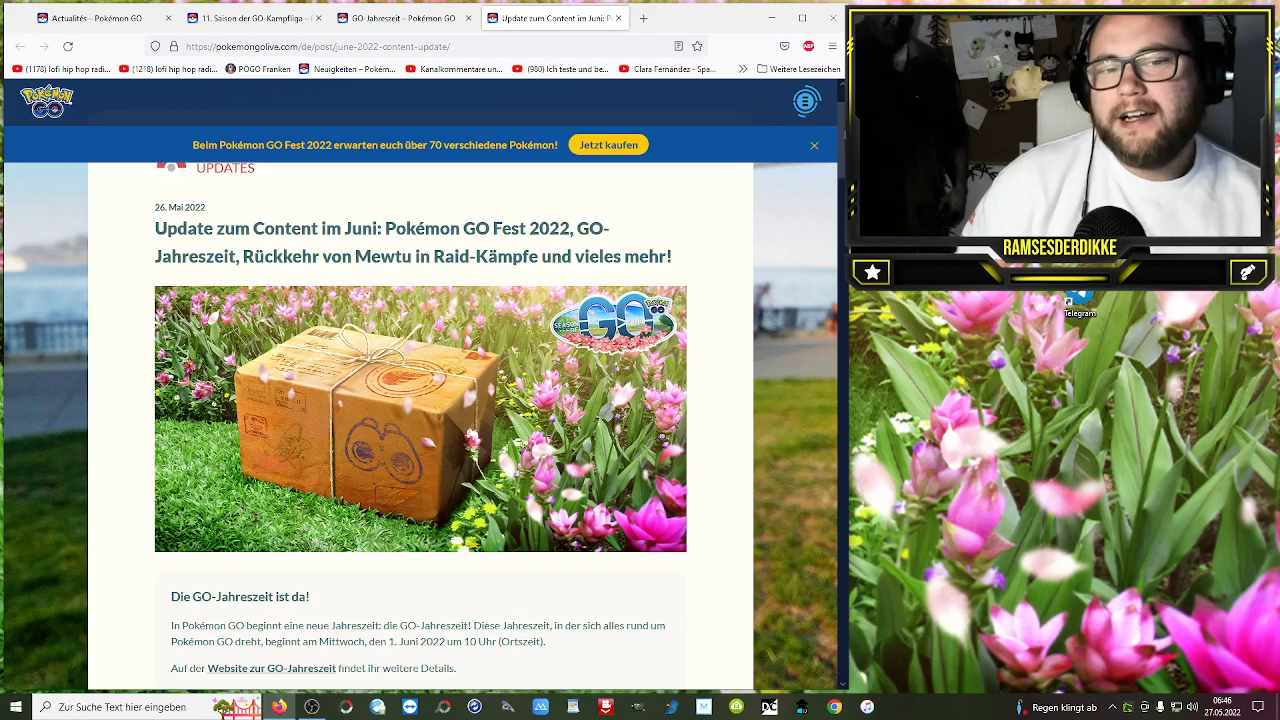 11. Season der Kampfliga
GO-Jahreszeit – Pokémon GO
Update zum Content im Juni: P
https://pokemongolive.com/de/post/june-2022-content-update/
(1178) lofi hip hop radi...
(1218) lofi hip hop radi...
POGO Franken
Neuigkeiten – Pokém...
Kanalkommentare un...
(980) Ich teste und be...
Clara Fernández - Spa...
Weitere Lesezeichen
POKÉMON
GO
Beim Pokémon GO Fest 2022 erwarten euch über 70 verschiedene Pokémon!
Jetzt kaufen
UPDATES
26. Mai 2022
Update zum Content im Juni: Pokémon GO Fest 2022, GO-
Jahreszeit, Rückkehr von Mewtu in Raid-Kämpfe und vieles mehr!
GO
Die GO-Jahreszeit ist da!
In Pokémon GO beginnt eine neue Jahreszeit: die GO-Jahreszeit! Diese Jahreszeit, in der sich alles rund um
Pokémon GO dreht, beginnt am Mittwoch, den 1. Juni 2022 um 10 Uhr (Ortszeit).
Auf der Website zur GO-Jahreszeit findet ihr weitere Details.
RAMSESDERDIKKE
Telegram
Zur Suche Text hier eingeben
Regen klingt ab
06:46
27.05.2022